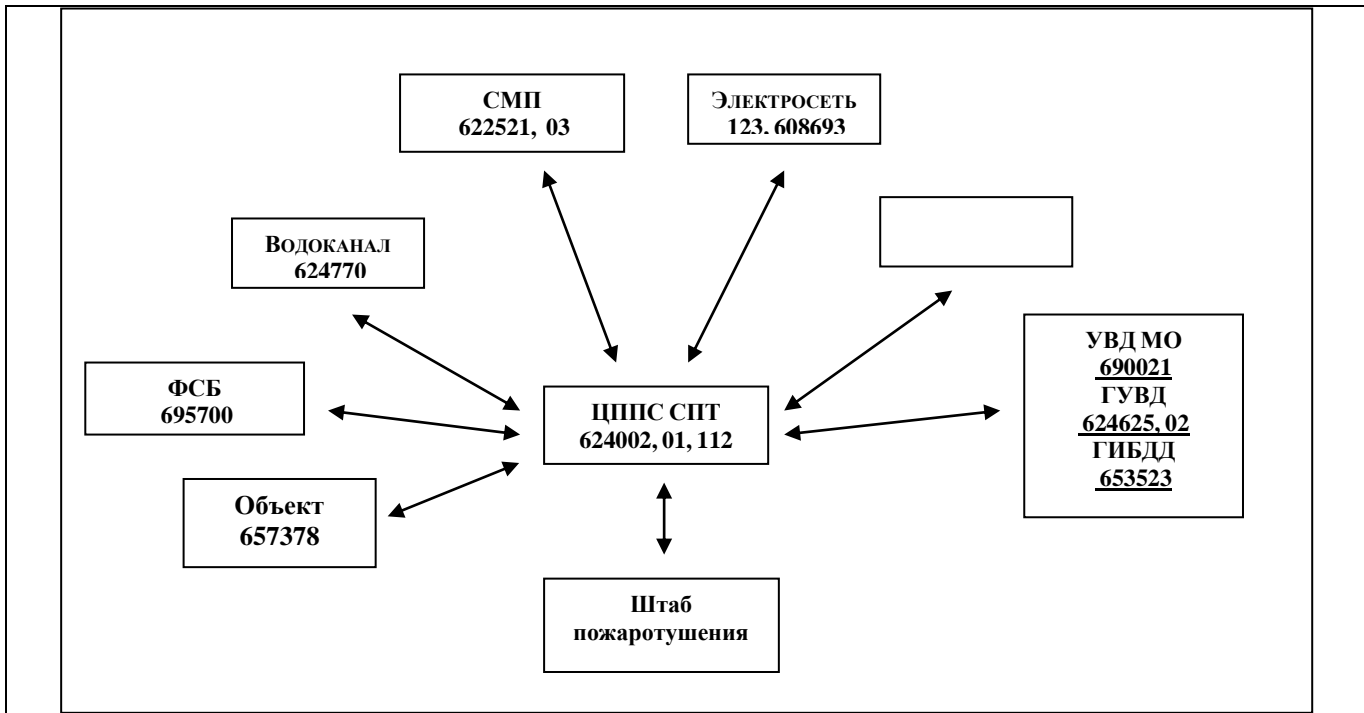 СМП
622521, 03
Электросеть
123, 608693
Водоканал
624770
УВД МО
690021
ГУВД
624625, 02
ГИБДД
653523
ФСБ
695700
ЦППС СПТ
624002, 01, 112
Объект
657378
Штаб
пожаротушения